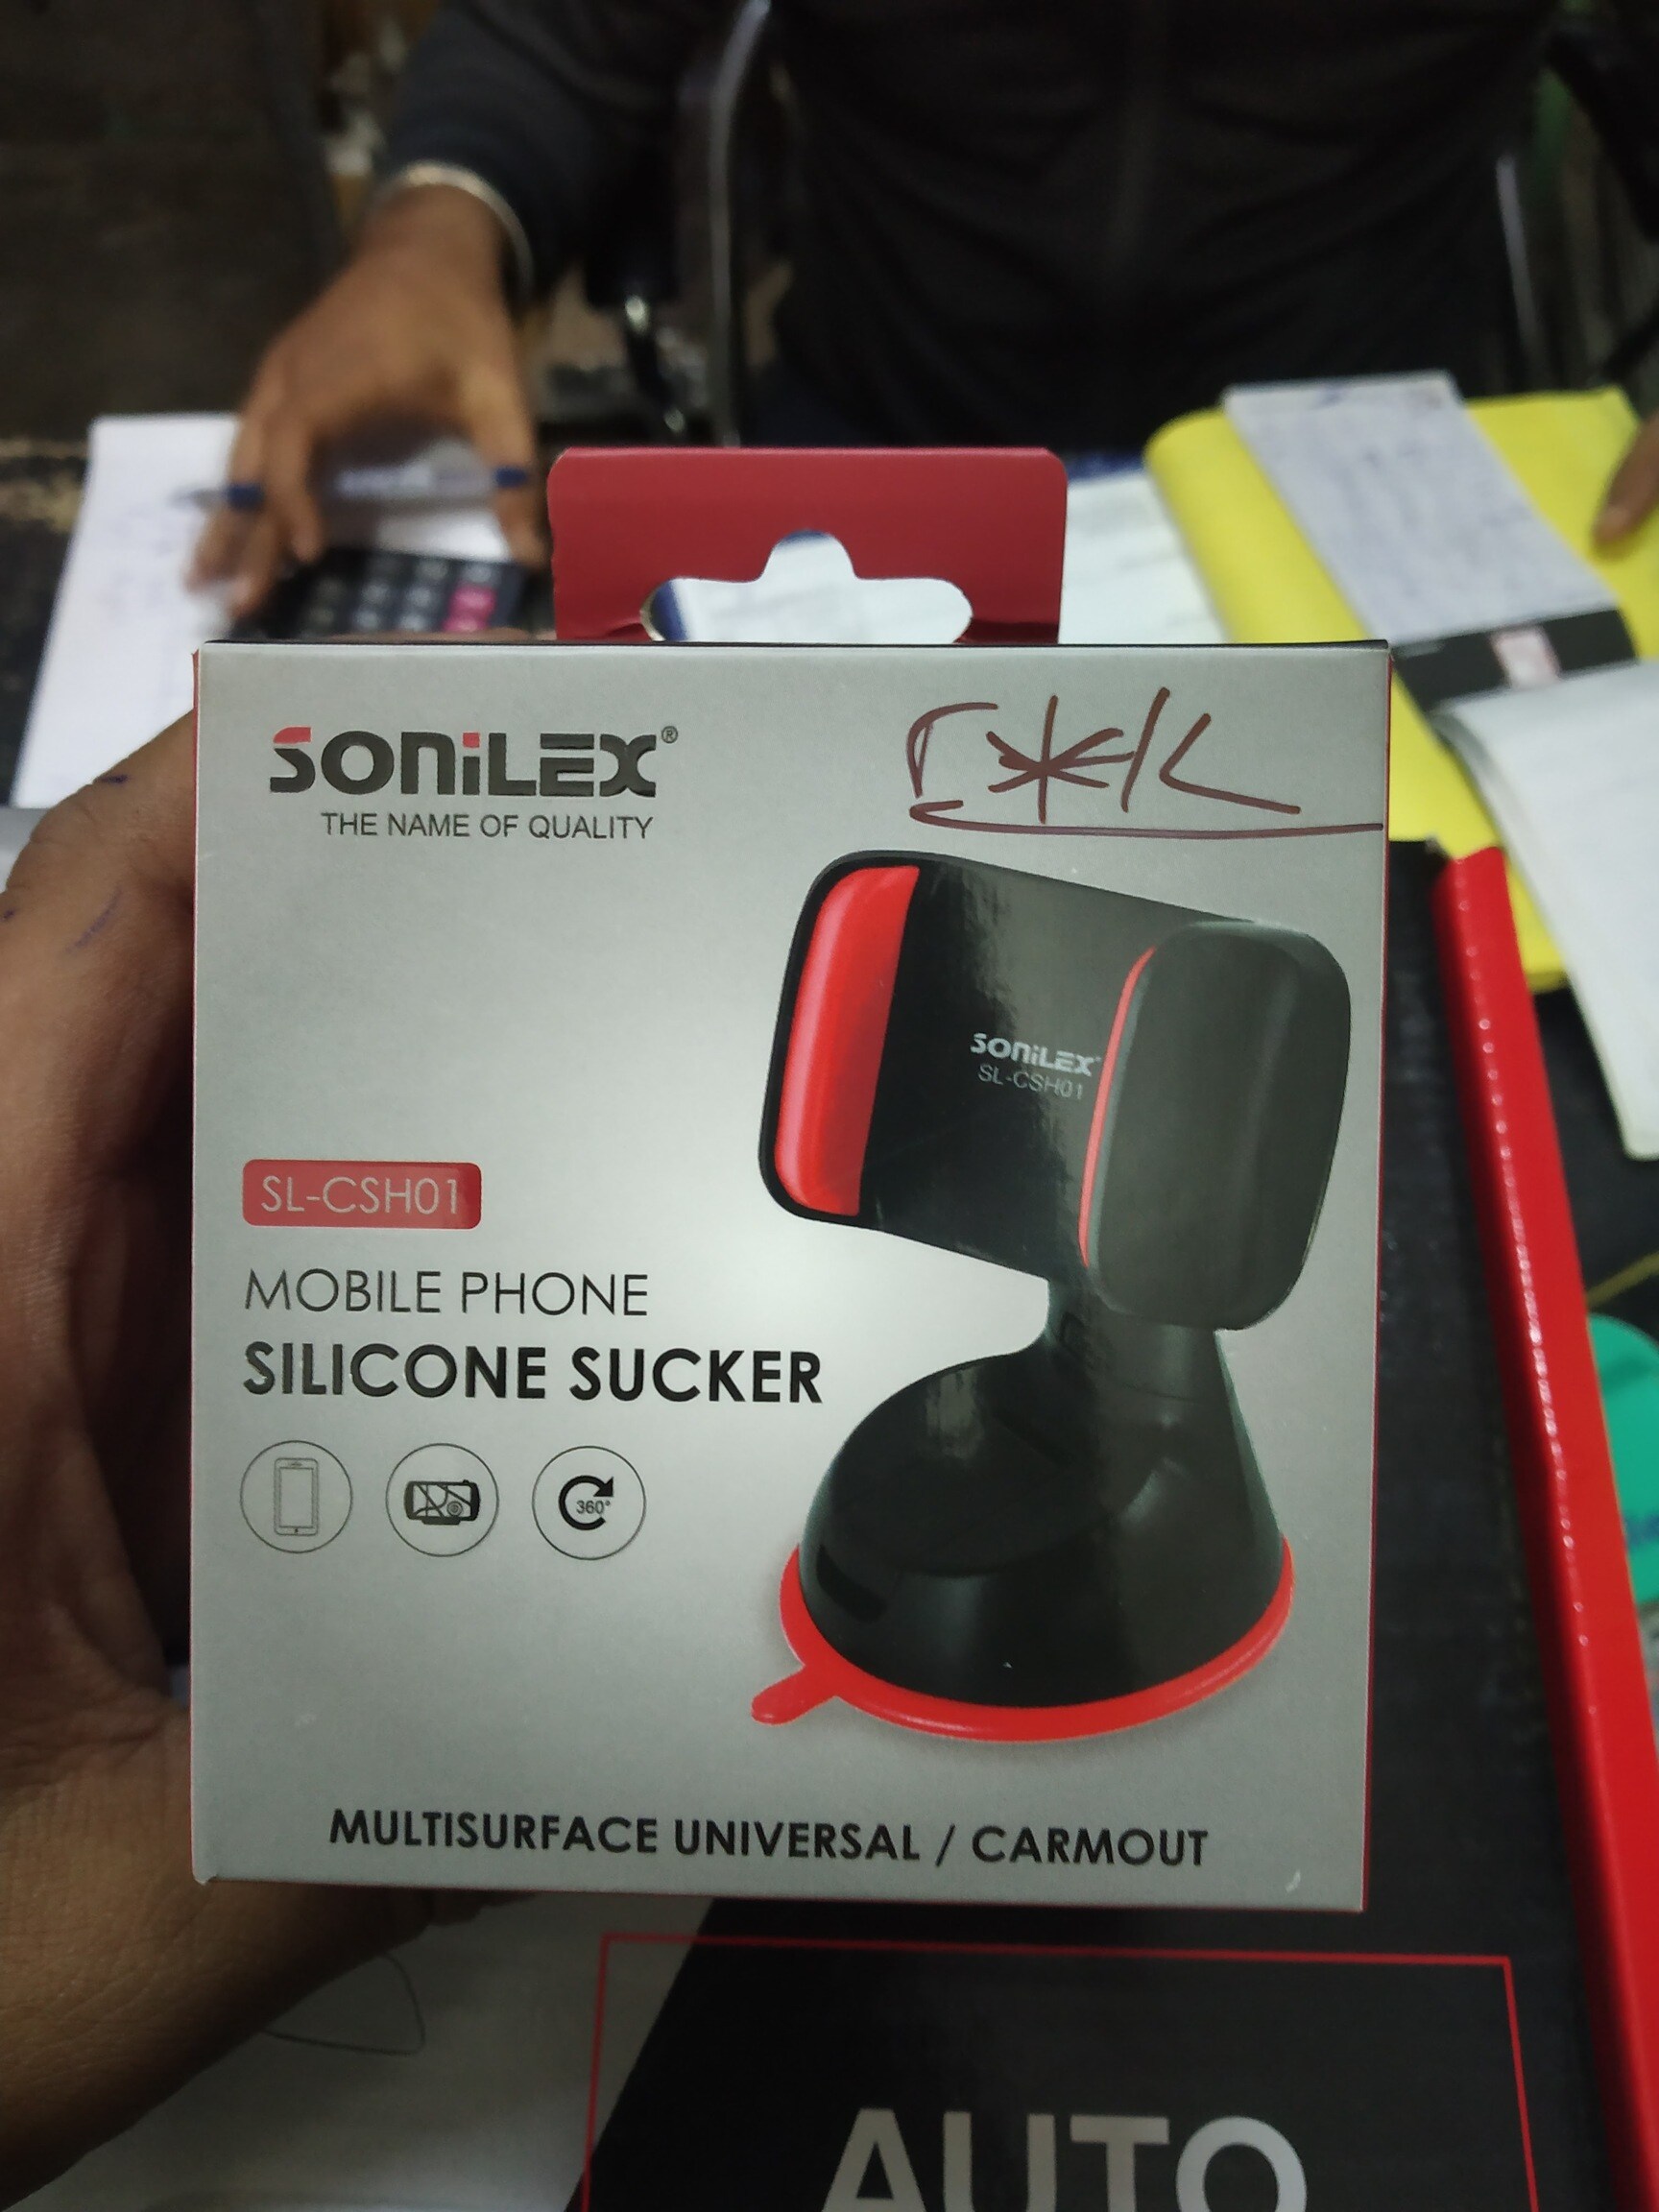 SONiLEX®
THE NAME OF QUALITY
SONiLEX
SL-CSH01
SL-CSH01
MOBILE PHONE
SILICONE SUCKER
360°
MULTISURFACE UNIVERSAL / CARMOUT
AUTO